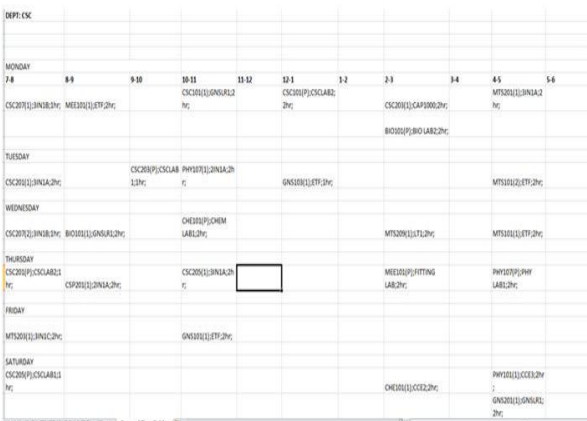 DEPT: CSC
MONDAY
7-8 8-9 9-10 10-11 11-12 12-1 1-2 2-3 3-4 4-5 5-6
CSC101(1);GNSLR1;2 CSC101(P);CSCLAB2; MTS201(1);3IN1A;2
CSC207(1);3IN1B;1hr; MEE101(1);ETF;2hr; hr; 2hr; CSC203(1);CAP1000;2hr; hr;
BIO101(P);BIO LAB2;2hr;
TUESDAY
CSC203(P);CSCLAB PHY107(1);2IN1A;2h
CSC201(1);3IN1A;2hr; 1;1hr; r; GNS103(1);ETF;1hr; MTS101(2);ETF;2hr;
WEDNESDAY
CHE101(P);CHEM
CSC207(2);3IN1B;1hr; BIO101(1);GNSLR1;2hr; LAB1;2hr; MTS209(1);LT1;2hr; MTS101(1);ETF;2hr;
THURSDAY
CSC201(P);CSCLAB2;1 CSC205(1);3IN1A;2h MEE101(P);FITTING PHY107(P);PHY
hr; CSP201(1);2IN1A;2hr; r; LAB;2hr; LAB1;2hr;
FRIDAY
MTS203(1);3IN1C;2hr; GNS101(1);ETF;2hr;
SATURDAY
CSC205(P);CSCLAB1;1 PHY101(1);CCE3;2hr
hr; CHE101(1);CCE2;2hr; ;
GNS201(1);GNSLR1;
2hr;